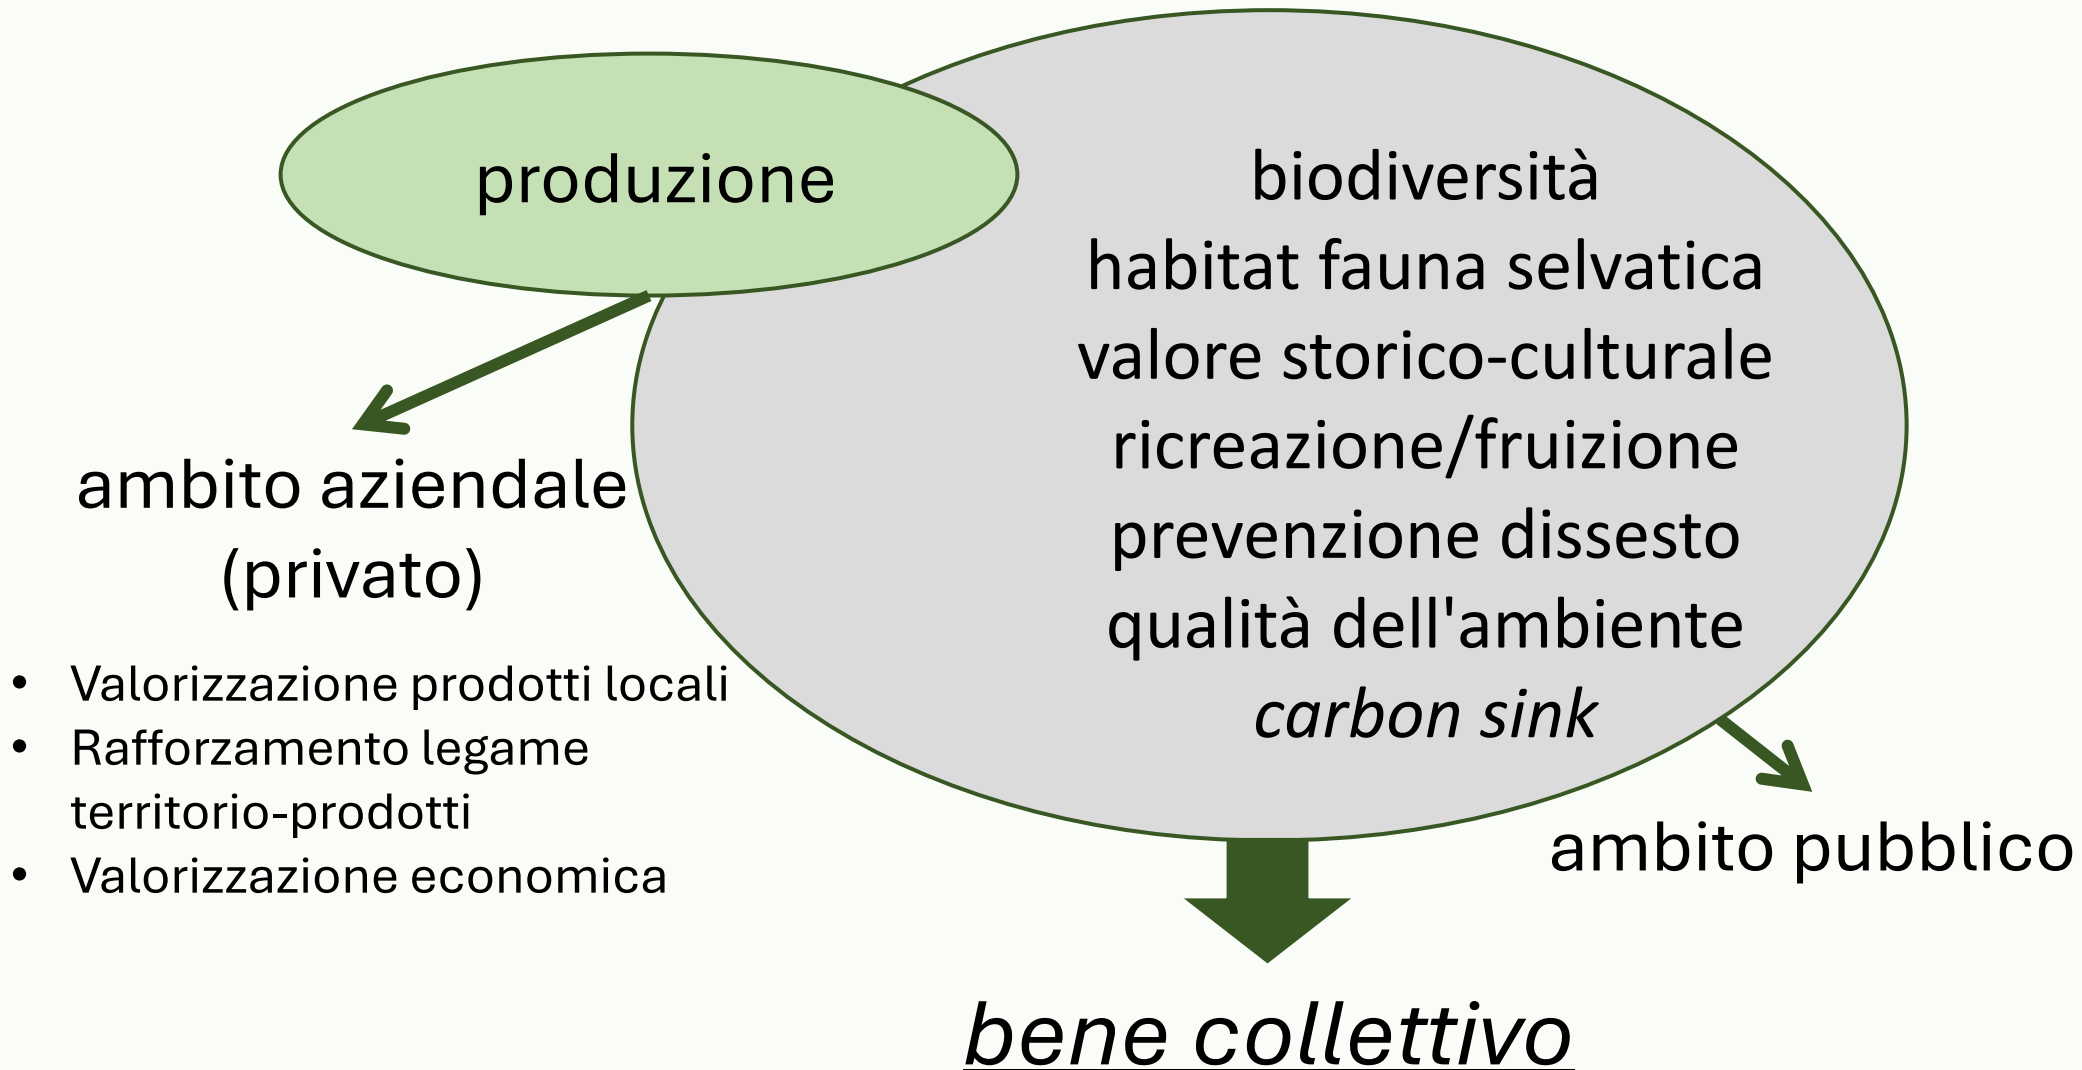 produzione
biodiversità
habitat fauna selvatica
valore storico-culturale
ricreazione/fruizione
prevenzione dissesto
qualità dell'ambiente
carbon sink
ambito aziendale
(privato)
• Valorizzazione prodotti locali
• Rafforzamento legame
territorio-prodotti
• Valorizzazione economica
ambito pubblico
bene collettivo